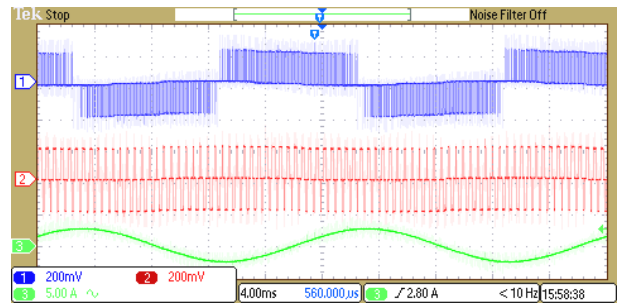 Tek Stop Noise Filter Off
T
T
1
2
3
1 200mV 2 200mV
3 5.00 A 4.00ms 560.000µs 3 2.80 A < 10 Hz 15:58:38